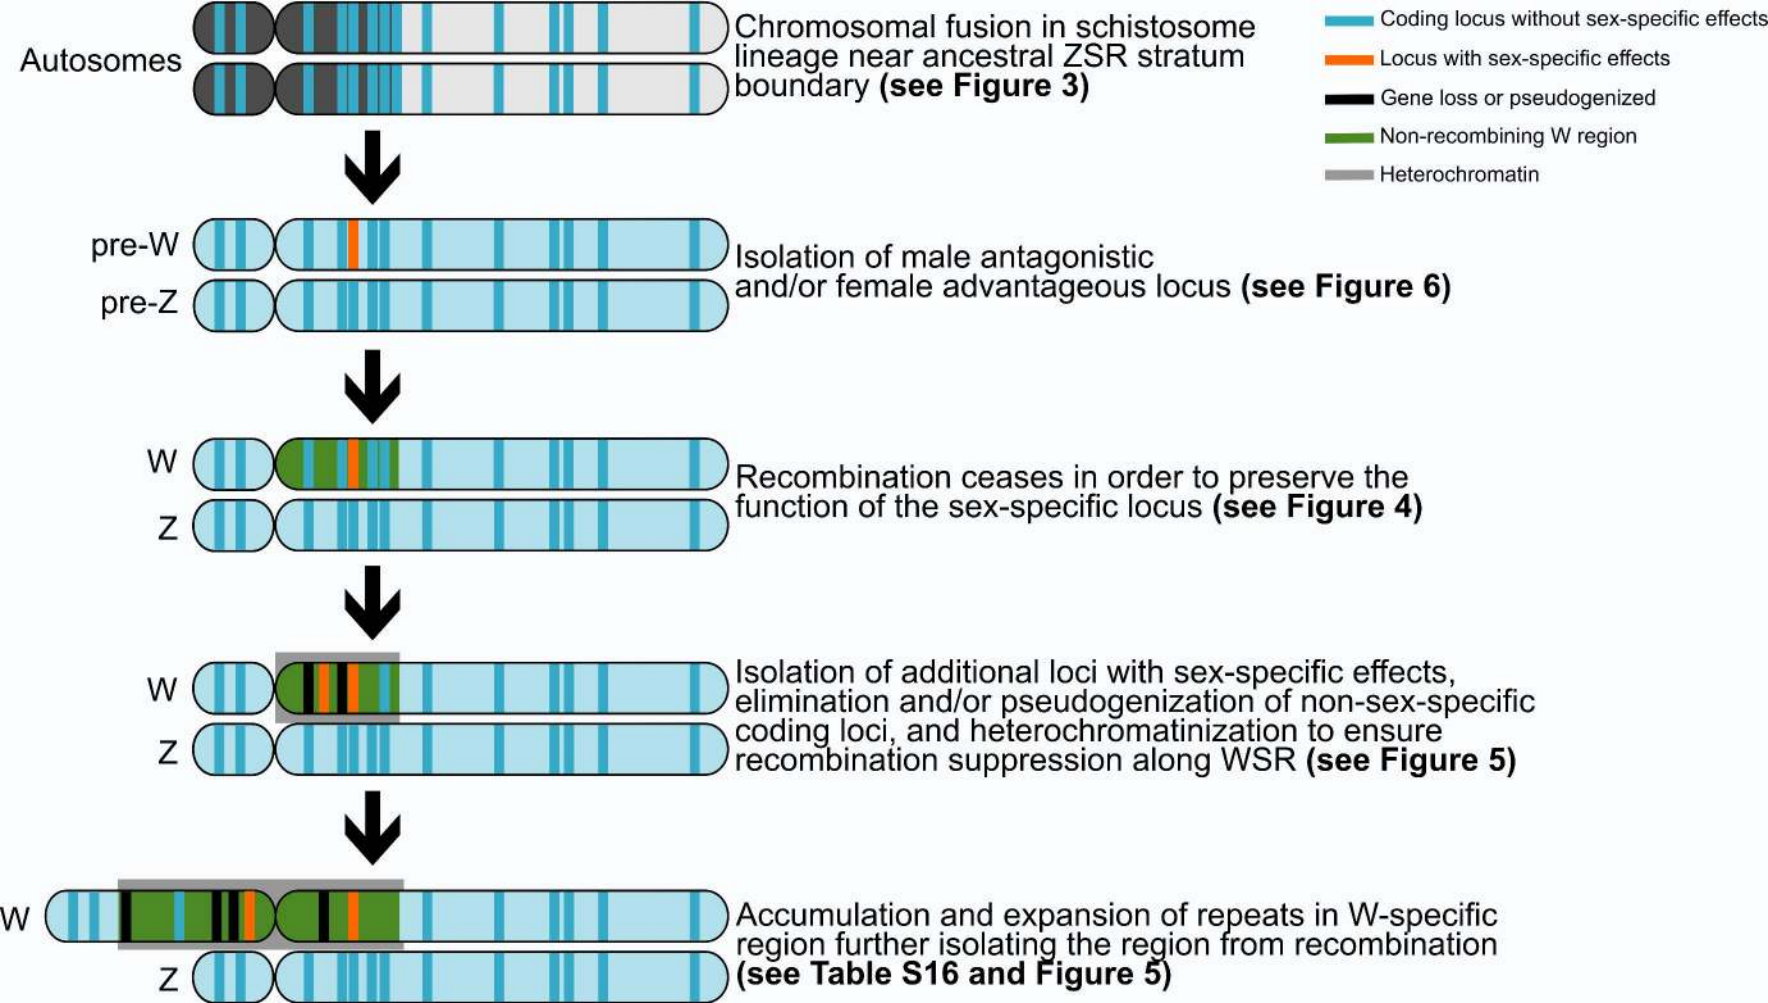 Autosomes
Chromosomal fusion in schistosome
lineage near ancestral ZSR stratum
boundary (see Figure 3)
Coding locus without sex-specific effects
Locus with sex-specific effects
Gene loss or pseudogenized
Non-recombining W region
Heterochromatin
pre-W
pre-Z
Isolation of male antagonistic
and/or female advantageous locus (see Figure 6)
W
Z
Recombination ceases in order to preserve the
function of the sex-specific locus (see Figure 4)
W
Z
Isolation of additional loci with sex-specific effects,
elimination and/or pseudogenization of non-sex-specific
coding loci, and heterochromatinization to ensure
recombination suppression along WSR (see Figure 5)
W
Z
Accumulation and expansion of repeats in W-specific
region further isolating the region from recombination
(see Table S16 and Figure 5)